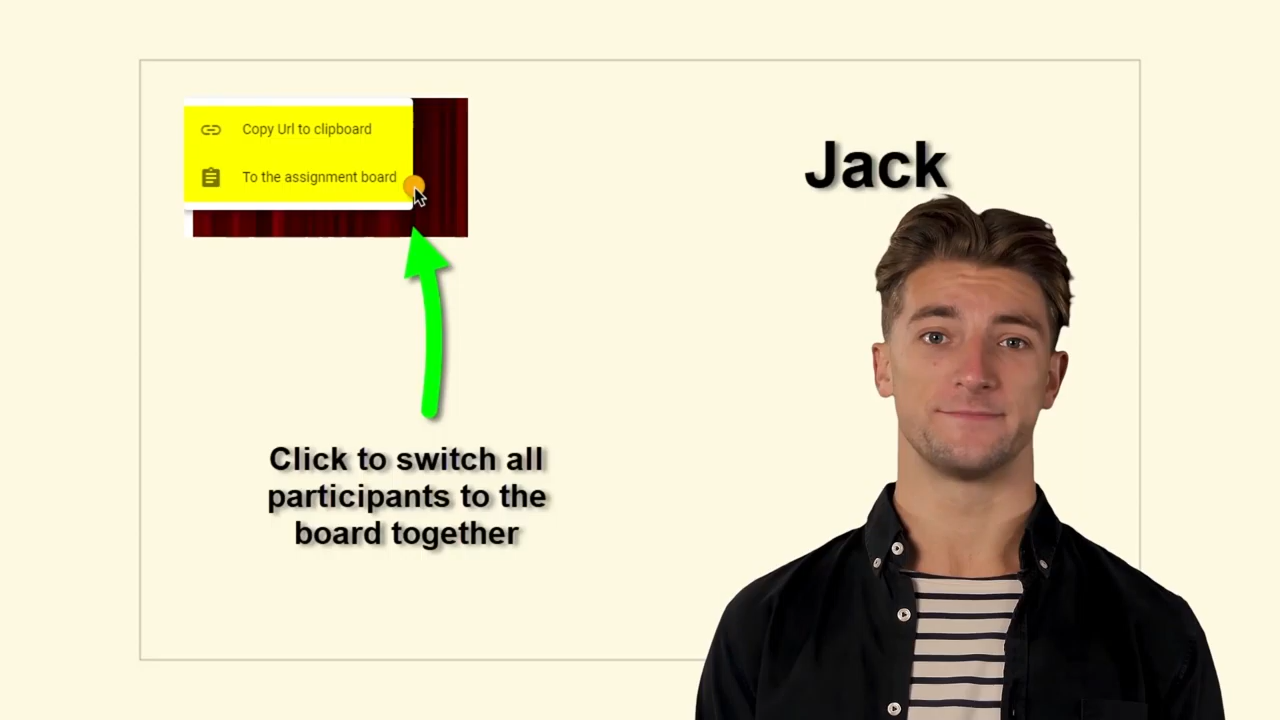 Copy Url to clipboard
To the assignment board
Jack
Click to switch all
participants to the
board together